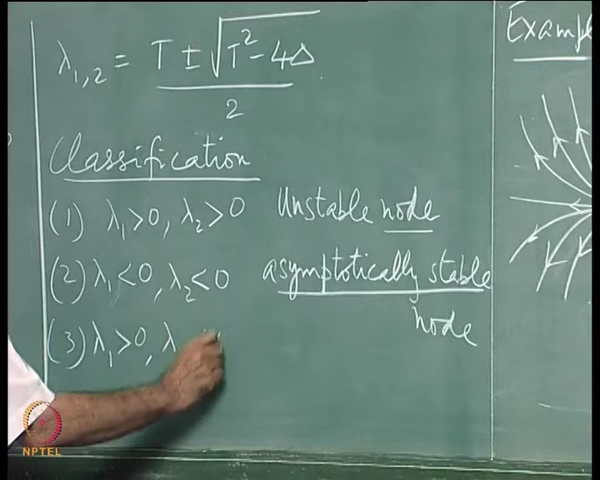 λ₁,₂ = T ± √(T² − 4Δ) / 2
Classification
(1) λ₁>0, λ₂>0 Unstable node
(2) λ₁<0, λ₂<0 asymptotically stable node
(3) λ₁>0, λ
Exampl
NPTEL